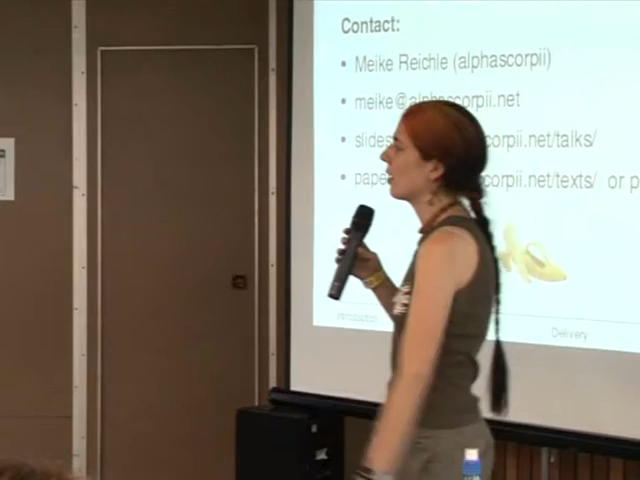 Contact:
• Meike Reichle (alphascorpii)
• meike@alphascorpii.net
• slides corpii.net/talks/
• pape corpii.net/texts/ or p
Delivery